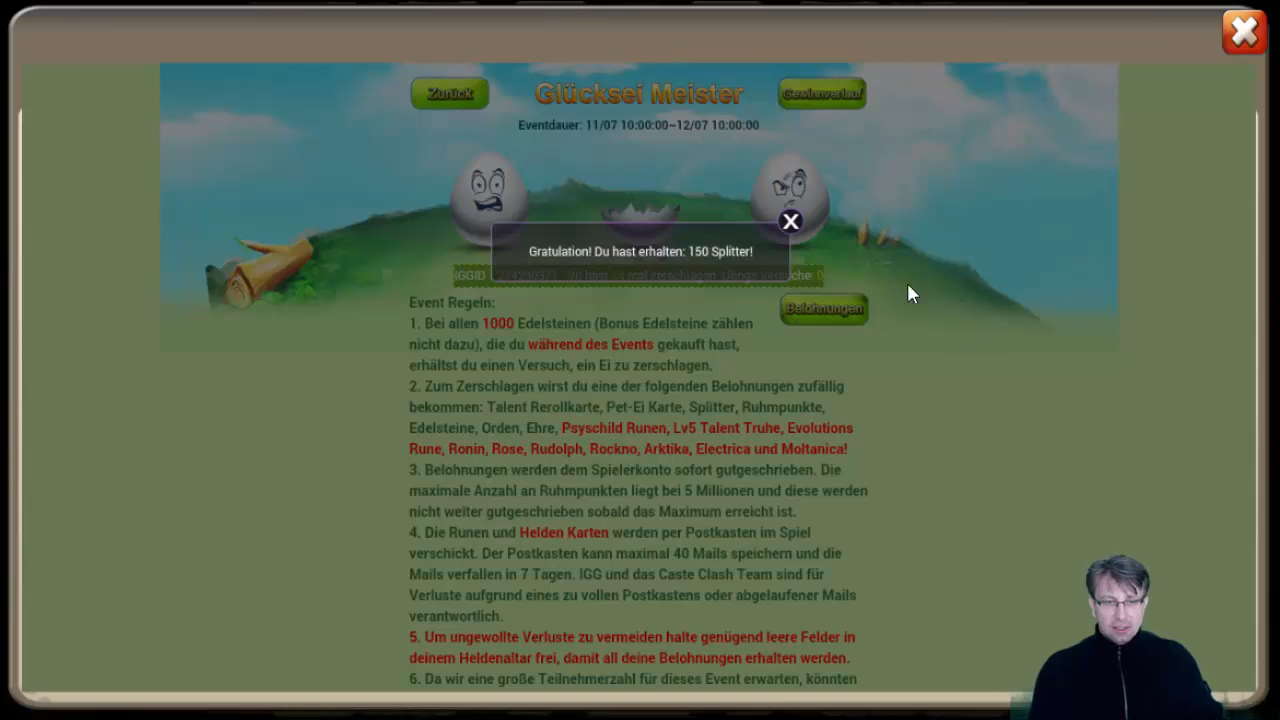 Zurück
Glücksei Meister
Gewinnverlauf
Eventdauer: 11/07 10:00:00~12/07 10:00:00
X
Gratulation! Du hast erhalten: 150 Splitter!
IGGID
Du hast
mal zerschlagen. Übrige Versuche: 0
Event Regeln:
Belohnungen
1. Bei allen 1000 Edelsteinen (Bonus Edelsteine zählen
nicht dazu), die du während des Events gekauft hast,
erhältst du einen Versuch, ein Ei zu zerschlagen.
2. Zum Zerschlagen wirst du eine der folgenden Belohnungen zufällig
bekommen: Talent Rerollkarte, Pet-Ei Karte, Splitter, Ruhmpunkte,
Edelsteine, Orden, Ehre, Psyschild Runen, Lv5 Talent Truhe, Evolutions
Rune, Ronin, Rose, Rudolph, Rockno, Arktika, Electrica und Moltanica!
3. Belohnungen werden dem Spielerkonto sofort gutgeschrieben. Die
maximale Anzahl an Ruhmpunkten liegt bei 5 Millionen und diese werden
nicht weiter gutgeschrieben sobald das Maximum erreicht ist.
4. Die Runen und Helden Karten werden per Postkasten im Spiel
verschickt. Der Postkasten kann maximal 40 Mails speichern und die
Mails verfallen in 7 Tagen. IGG und das Caste Clash Team sind für
Verluste aufgrund eines zu vollen Postkastens oder abgelaufener Mails
verantwortlich.
5. Um ungewollte Verluste zu vermeiden halte genügend leere Felder in
deinem Heldenaltar frei, damit all deine Belohnungen erhalten werden.
6. Da wir eine große Teilnehmerzahl für dieses Event erwarten, könnten